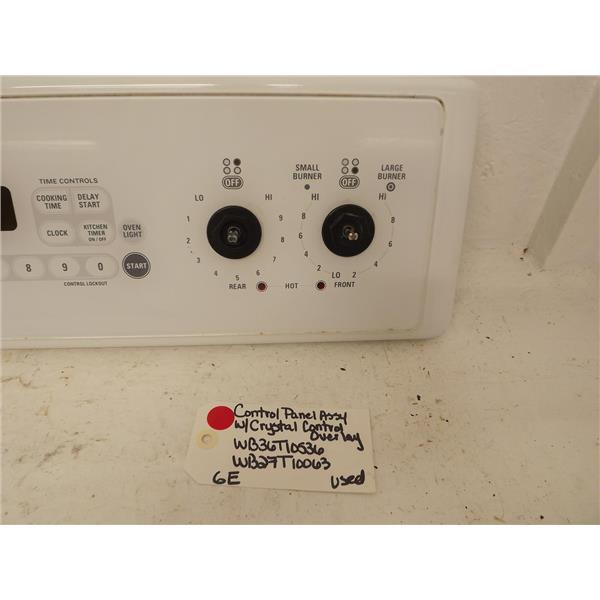 TIME CONTROLS
COOKING TIME
DELAY START
CLOCK
KITCHEN TIMER ON / OFF
OVEN LIGHT
8 9 0
START
CONTROL LOCKOUT
OFF
LO HI
1 9
2 8
3 7
4 5 6
SMALL BURNER
OFF
LARGE BURNER
HI HI
8 8
6 6
4 4
2 LO 2
REAR HOT FRONT
Control Panel Assy
W/Crystal Control
Overlay
WB36T10536
WB27T10063
6E used